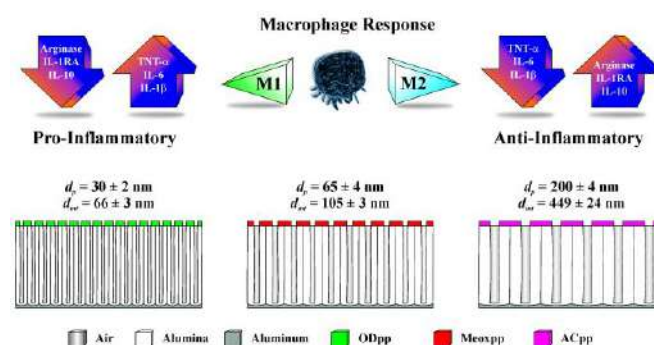 Macrophage Response
Arginase
IL-1RA
IL-10
TNT-α
IL-6
IL-1β
M1
M2
TNT-α
IL-6
IL-1β
Arginase
IL-1RA
IL-10
Pro-Inflammatory
Anti-Inflammatory
dp = 30 ± 2 nm
dint = 66 ± 3 nm
dp = 65 ± 4 nm
dint = 105 ± 3 nm
dp = 200 ± 4 nm
dint = 449 ± 24 nm
Air Alumina Aluminum ODpp Meoxpp ACpp